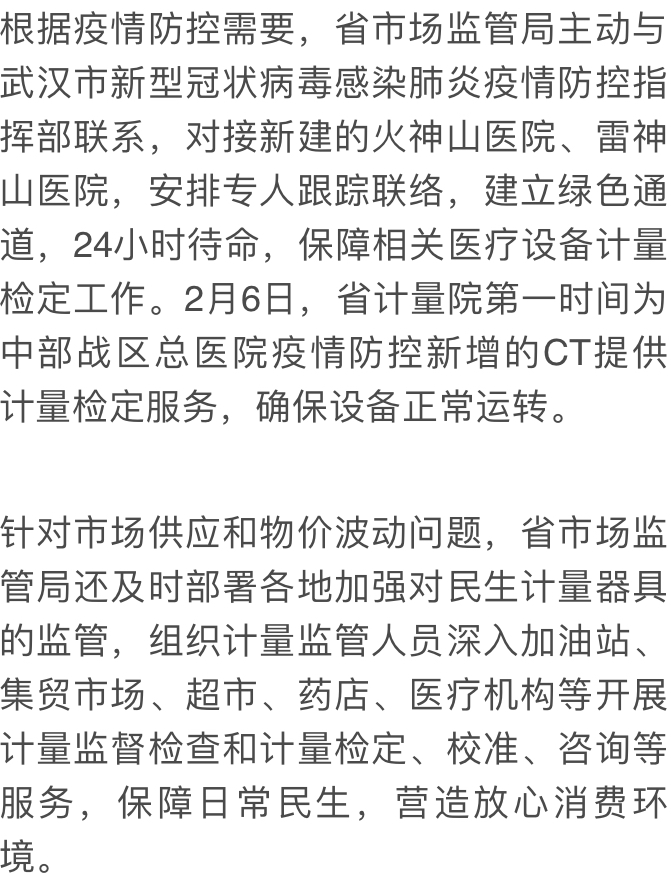 根据疫情防控需要，省市场监管局主动与
武汉市新型冠状病毒感染肺炎疫情防控指
挥部联系，对接新建的火神山医院、雷神
山医院，安排专人跟踪联络，建立绿色通
道，24小时待命，保障相关医疗设备计量
检定工作。2月6日，省计量院第一时间为
中部战区总医院疫情防控新增的CT提供
计量检定服务，确保设备正常运转。
针对市场供应和物价波动问题，省市场监
管局还及时部署各地加强对民生计量器具
的监管，组织计量监管人员深入加油站、
集贸市场、超市、药店、医疗机构等开展
计量监督检查和计量检定、校准、咨询等
服务，保障日常民生，营造放心消费环
境。